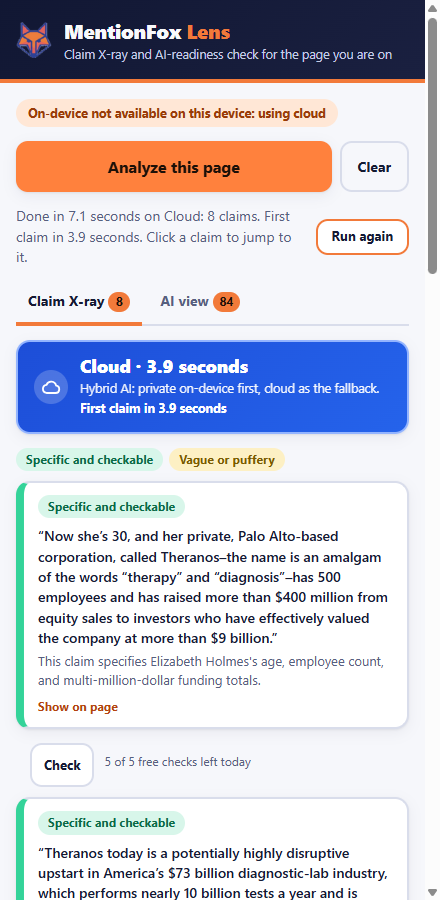 MentionFox Lens
Claim X-ray and AI-readiness check for the page you are on
On-device not available on this device: using cloud
Analyze this page
Clear
Done in 7.1 seconds on Cloud: 8 claims. First
claim in 3.9 seconds. Click a claim to jump to
it.
Run again
Claim X-ray 8
AI view 84
Cloud · 3.9 seconds
Hybrid AI: private on-device first, cloud as the fallback.
First claim in 3.9 seconds
Specific and checkable
Vague or puffery
Specific and checkable
“Now she’s 30, and her private, Palo Alto-based
corporation, called Theranos–the name is an amalgam
of the words “therapy” and “diagnosis”–has 500
employees and has raised more than $400 million from
equity sales to investors who have effectively valued
the company at more than $9 billion.”
This claim specifies Elizabeth Holmes's age, employee count,
and multi-million-dollar funding totals.
Show on page
Check
5 of 5 free checks left today
Specific and checkable
“Theranos today is a potentially highly disruptive
upstart in America’s $73 billion diagnostic-lab industry,
which performs nearly 10 billion tests a year and is